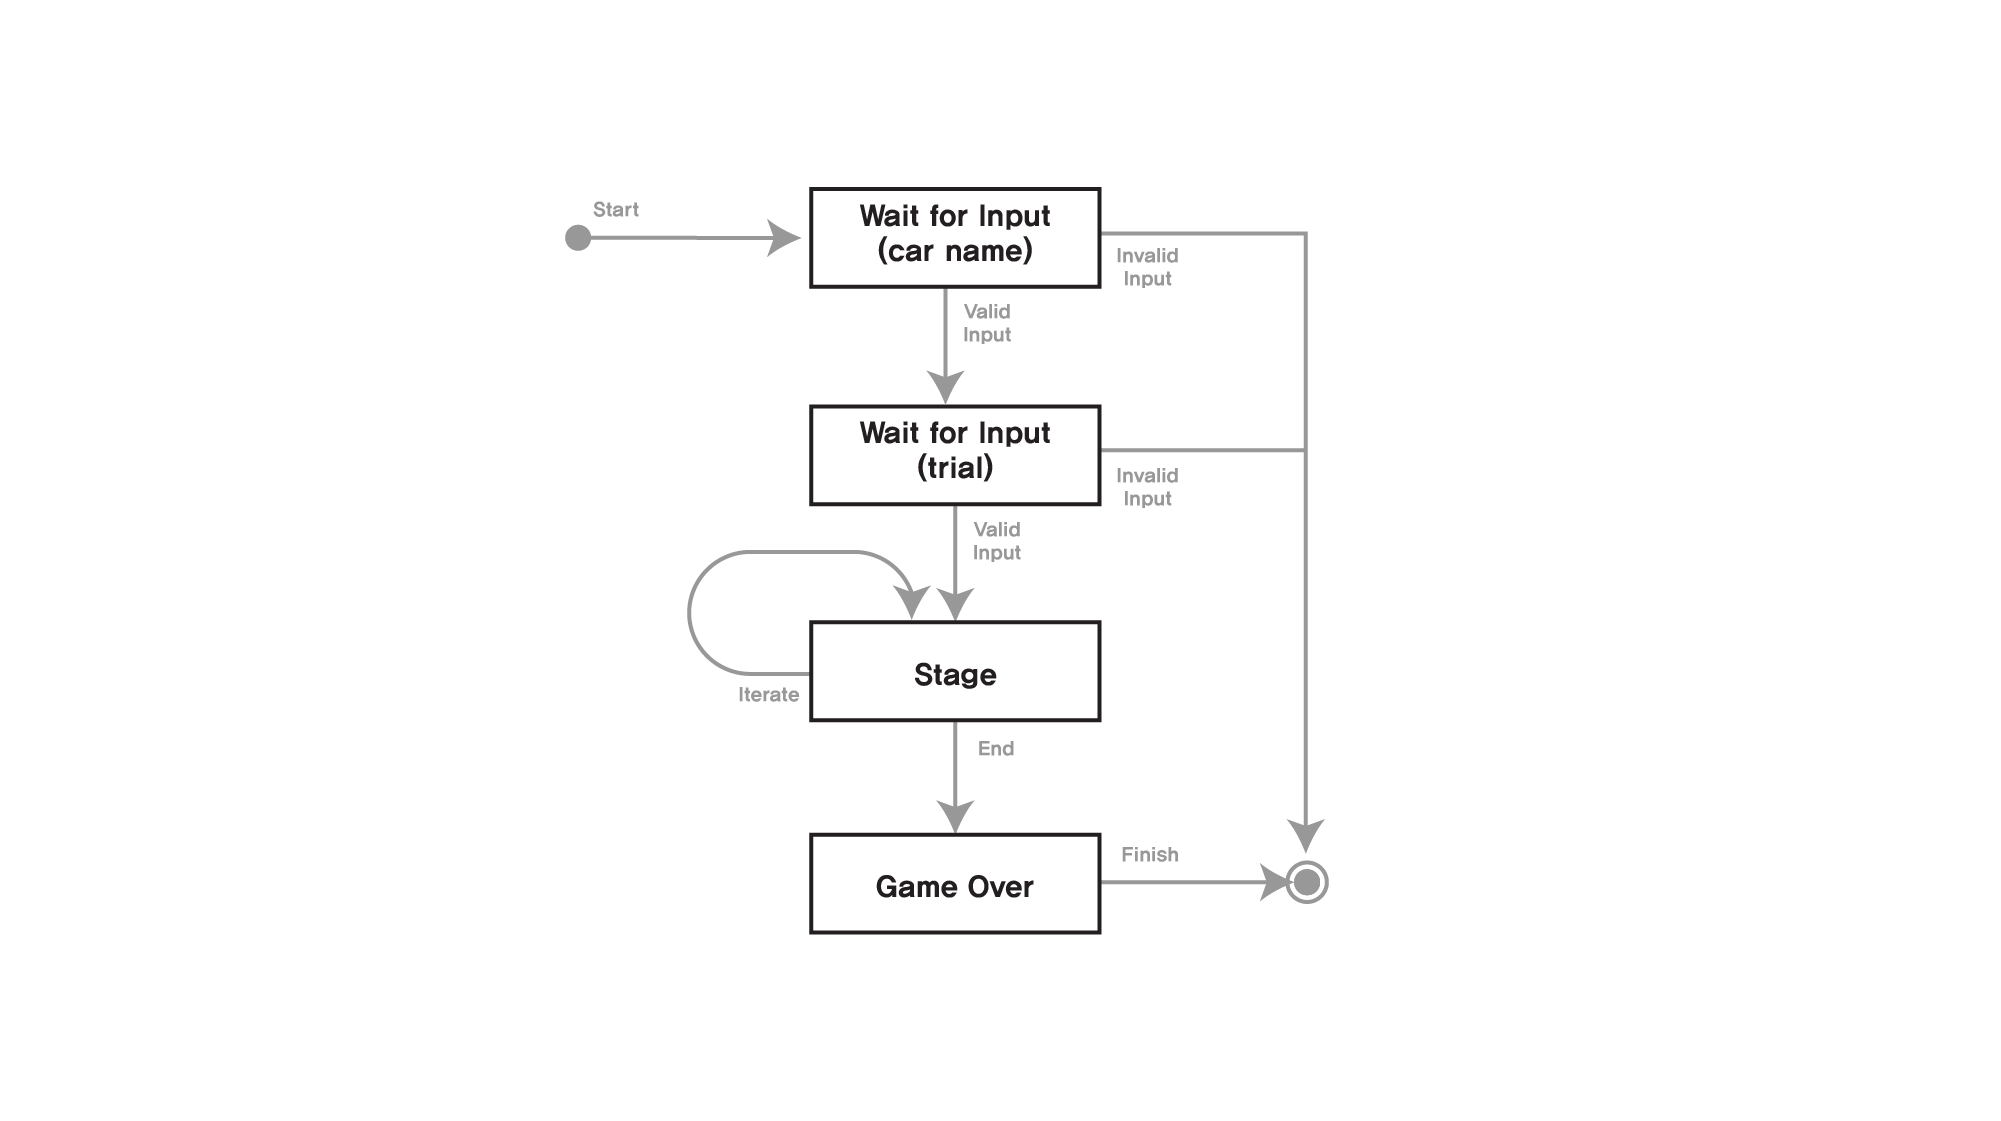 Start
Wait for Input
(car name)
Invalid
Input
Valid
Input
Wait for Input
(trial)
Invalid
Input
Valid
Input
Stage
Iterate
End
Game Over
Finish